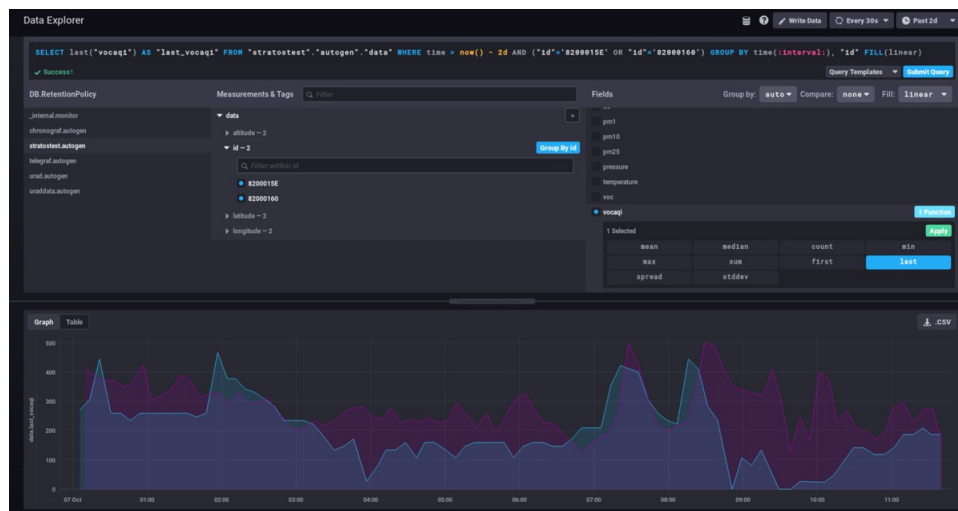 Data Explorer
Write Data
Every 30s
Past 2d
SELECT last("vocaqi") AS "last_vocaqi" FROM "stratostest"."autogen"."data" WHERE time > now() - 2d AND ("id"='8200015E' OR "id"='82000160') GROUP BY time(:interval:), "id" FILL(linear)
Success!
Query Templates
Submit Query
DB.RetentionPolicy
Measurements & Tags
Filter
Fields
Group by: auto
Compare: none
Fill: linear
_internal.monitor
chronograf.autogen
stratostest.autogen
telegraf.autogen
urad.autogen
uraddata.autogen
data
altitude — 2
id — 2
Group By id
Filter within id
8200015E
82000160
latitude — 2
longitude — 2
pm1
pm10
pm25
pressure
temperature
voc
vocaqi
1 Function
1 Selected
Apply
mean median count min
max sum first last
spread stddev
Graph Table
.CSV
data.last_vocaqi
500
400
300
200
100
0
07 Oct 01:00 02:00 03:00 04:00 05:00 06:00 07:00 08:00 09:00 10:00 11:00